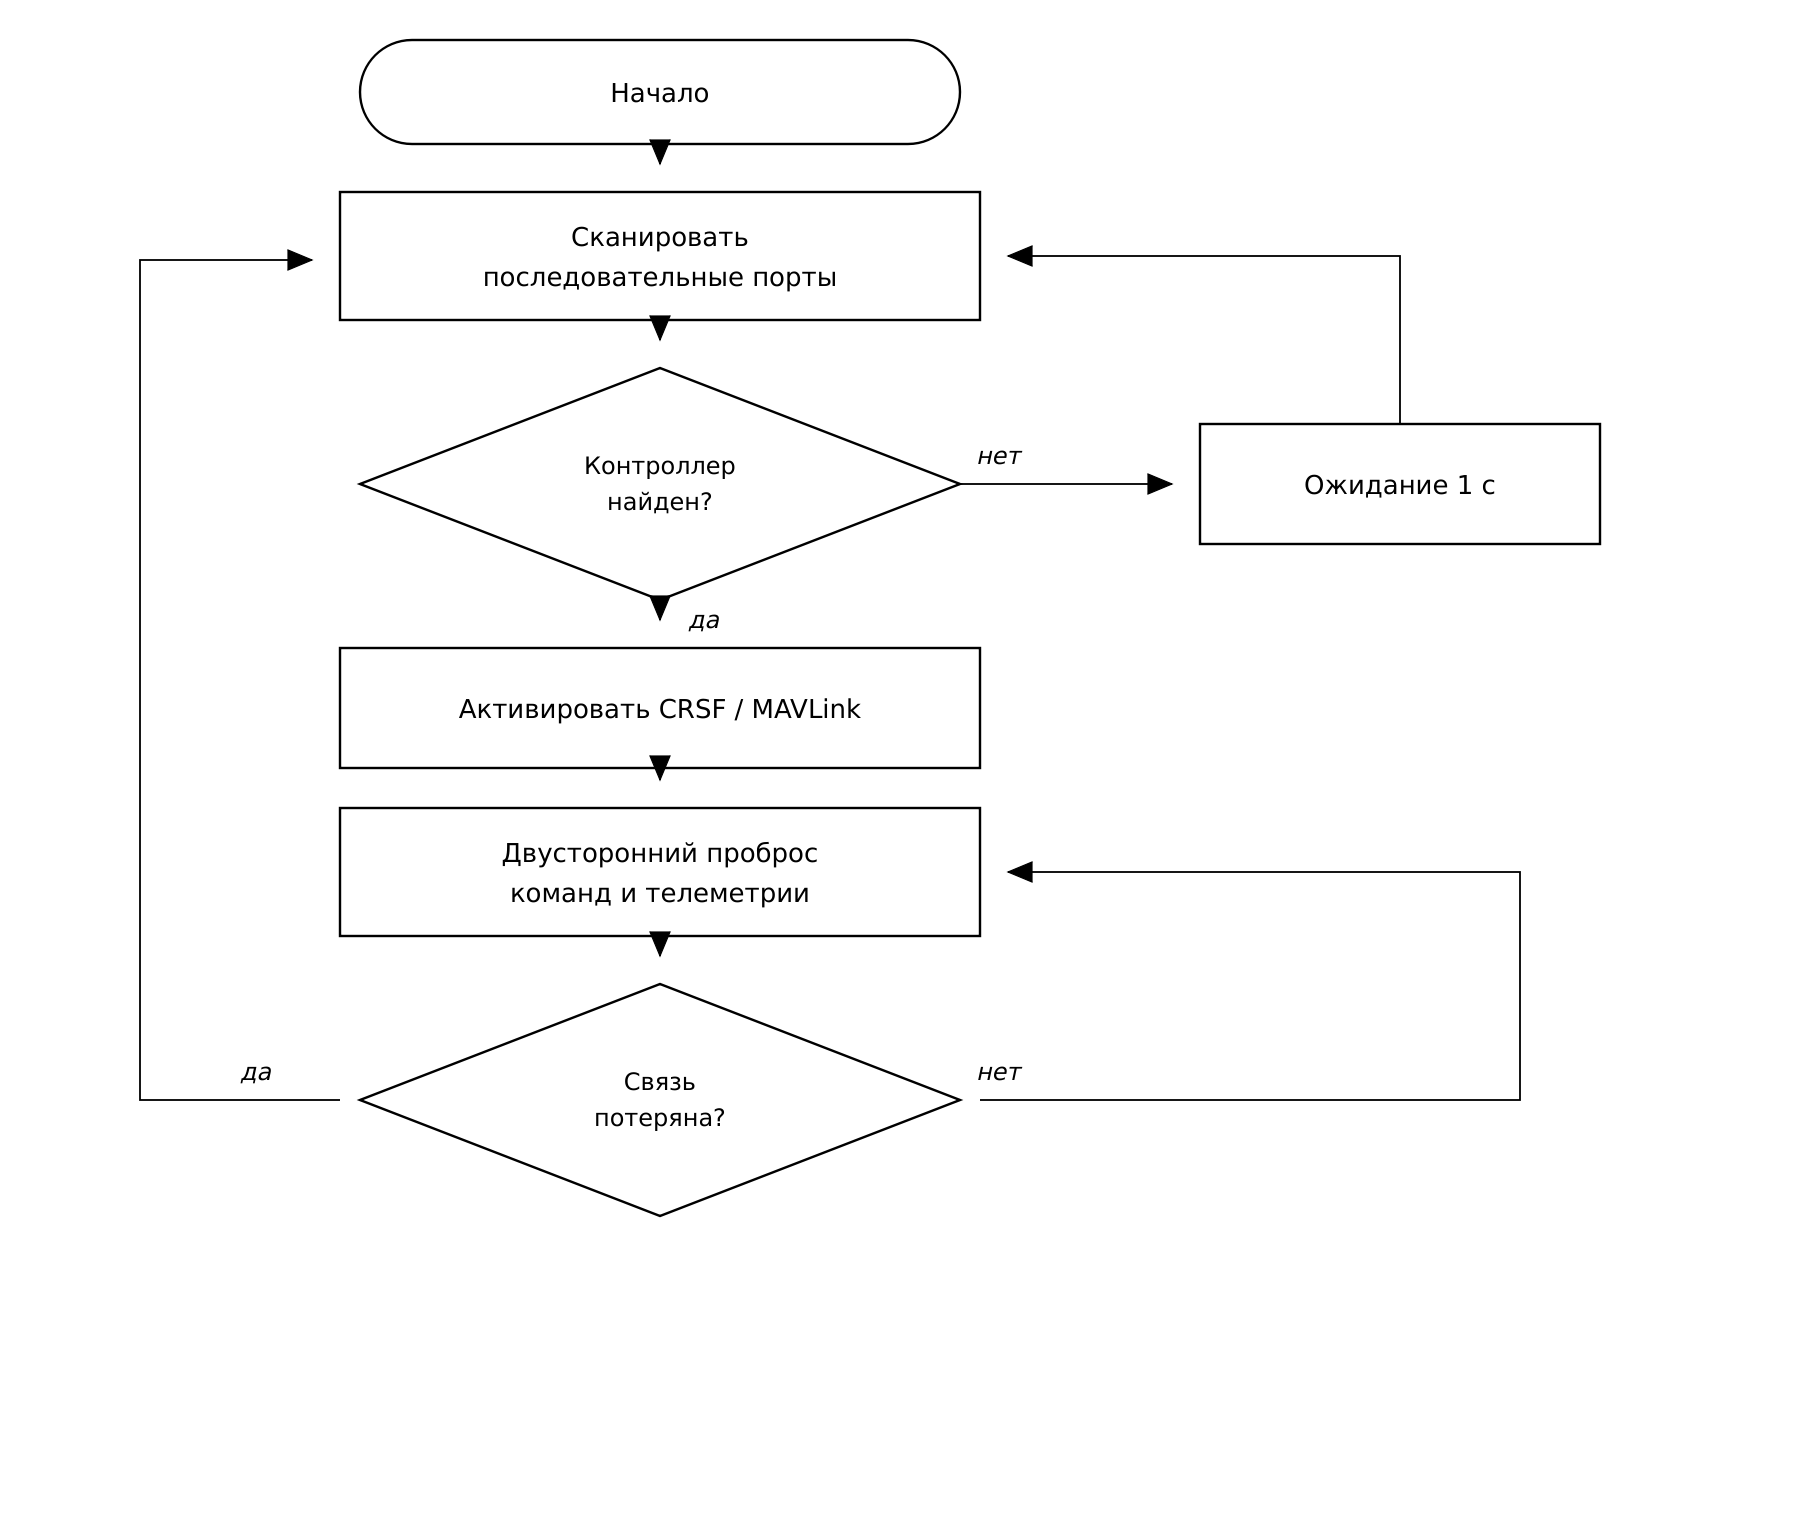 Начало
Сканировать
последовательные порты
Контроллер
найден?
нет
Ожидание 1 с
да
Активировать CRSF / MAVLink
Двусторонний проброс
команд и телеметрии
да
Связь
потеряна?
нет